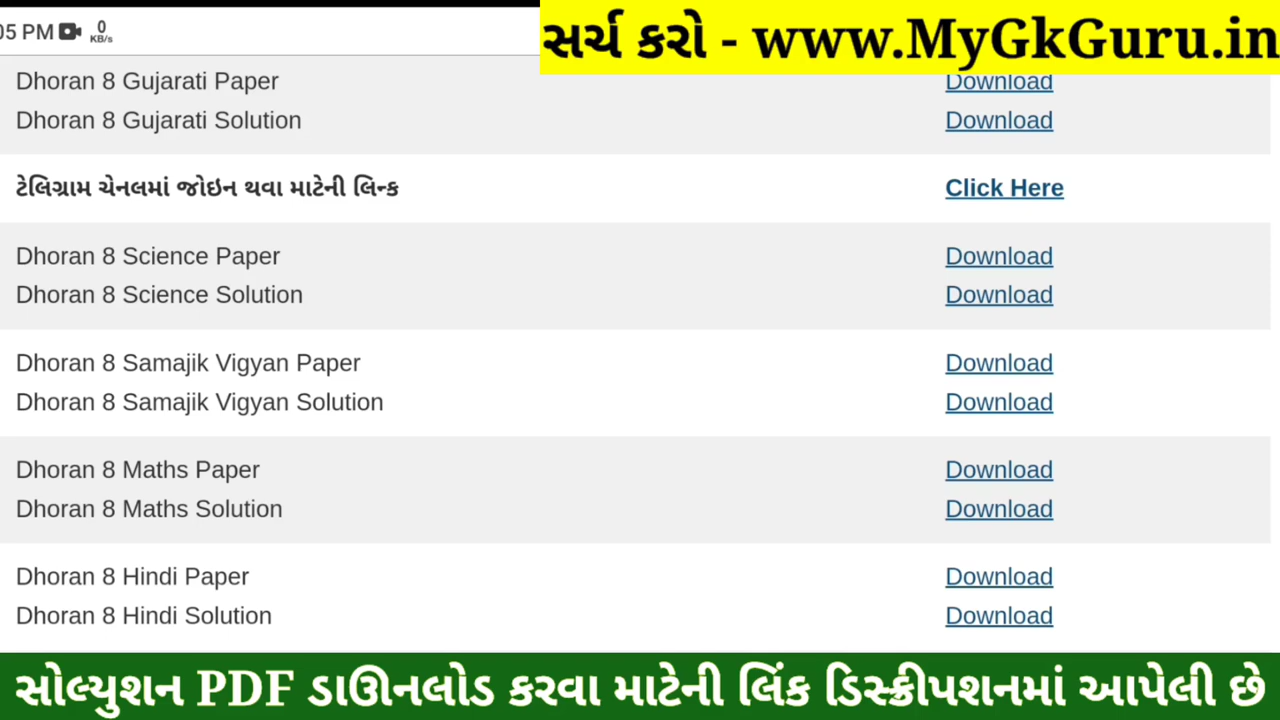 05 PM 0 KB/s
સર્ચ કરો - www.MyGkGuru.in
Dhoran 8 Gujarati Paper Download
Dhoran 8 Gujarati Solution Download
ટેલિગ્રામ ચેનલમાં જોઇન થવા માટેની લિન્ક Click Here
Dhoran 8 Science Paper Download
Dhoran 8 Science Solution Download
Dhoran 8 Samajik Vigyan Paper Download
Dhoran 8 Samajik Vigyan Solution Download
Dhoran 8 Maths Paper Download
Dhoran 8 Maths Solution Download
Dhoran 8 Hindi Paper Download
Dhoran 8 Hindi Solution Download
સોલ્યુશન PDF ડાઊનલોડ કરવા માટેની લિંક ડિસ્ક્રીપશનમાં આપેલી છે